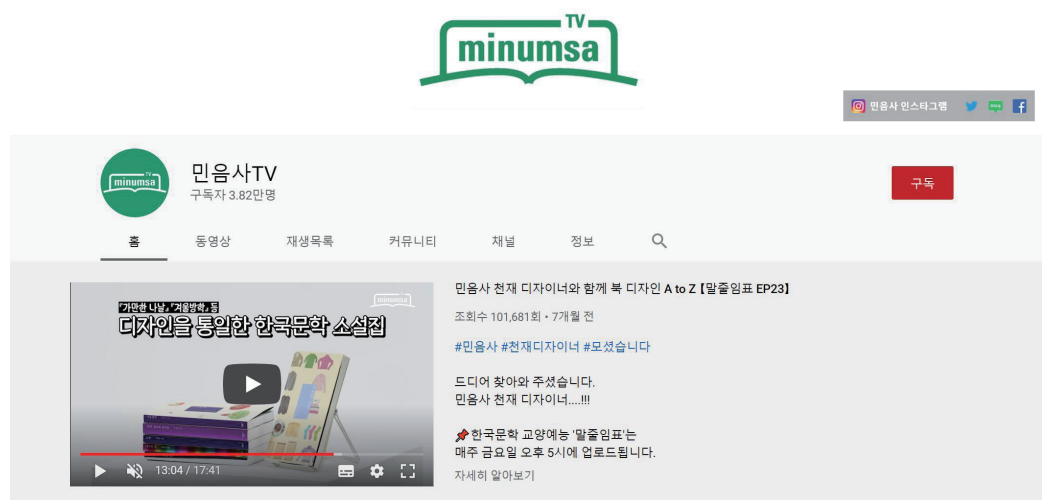 TV
minumsa
민음사 인스타그램
TV
minumsa
민음사TV
구독자 3.82만명
구독
홈 동영상 재생목록 커뮤니티 채널 정보
『가만한 나날』, 『겨울방학』 등
디자인을 통일한 한국문학 소설집
minumsa
13:04 / 17:41
민음사 천재 디자이너와 함께 북 디자인 A to Z【말줄임표 EP23】
조회수 101,681회 • 7개월 전
#민음사 #천재디자이너 #모셨습니다
드디어 찾아와 주셨습니다.
민음사 천재 디자이너....!!!
📌한국문학 교양예능 '말줄임표'는
매주 금요일 오후 5시에 업로드됩니다.
자세히 알아보기